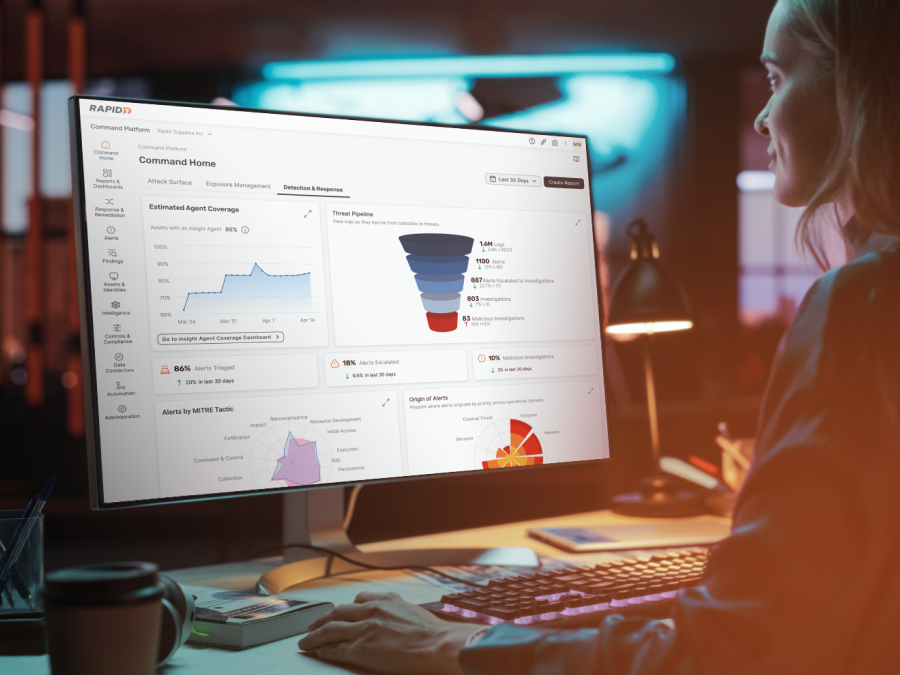 RAPID7
Command Platform Rapid Supplies Inc
Command Home
Reports & Dashboards
Response & Remediation
Alerts
Findings
Assets & Identities
Intelligence
Controls & Compliance
Data Connectors
Automation
Administration
Command Platform
Command Home
Attack Surface Exposure Management Detection & Response
Last 30 Days Create Report
Estimated Agent Coverage
Assets with an Insight Agent 80%
100%
90%
80%
70%
60%
Mar 24 Mar 31 Apr 7 Apr 14
Go to Insight Agent Coverage Dashboard
Threat Pipeline
View logs as they narrow from collection to threats.
1.6M Logs
1100 Alerts
887 Alerts Escalated to Investigations
803 Investigations
83 Malicious Investigations
86% Alerts Triaged
20% in last 30 days
18% Alerts Escalated
9.5% in last 30 days
10% Malicious Investigations
3% in last 30 days
Alerts by MITRE Tactic
Reconnaissance
Resource Development
Initial Access
Execution
Persistence
Impact
Exfiltration
Command & Control
Collection
Origin of Alerts
Pinpoint where alerts originate by priority across operational domains.
External Threat
Endpoint
Behavior
Network